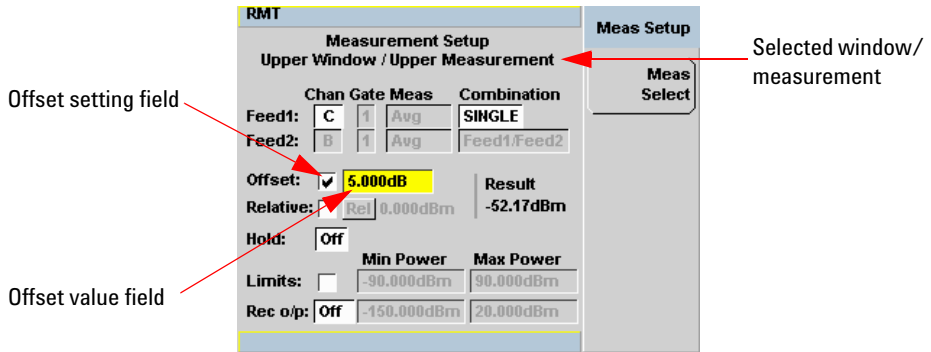 RMT
Meas Setup
Measurement Setup
Upper Window / Upper Measurement
Selected window/
measurement
Meas
Select
Chan Gate Meas Combination
Offset setting field
Feed1: C 1 Avg SINGLE
Feed2: B 1 Avg Feed1/Feed2
Offset: 5.000dB Result
Relative: Rel 0.000dBm -52.17dBm
Hold: Off
Min Power Max Power
Offset value field
Limits: -90.000dBm 90.000dBm
Rec o/p: Off -150.000dBm 20.000dBm